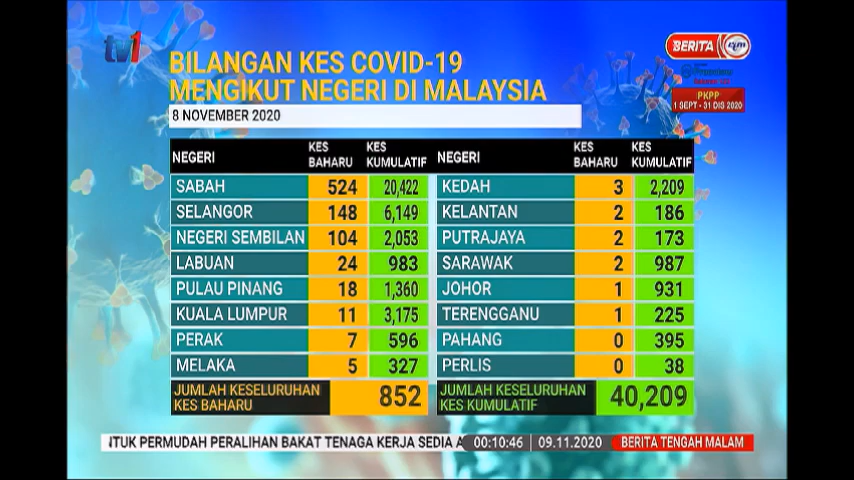 tv1
BERITA rtm
BILANGAN KES COVID-19
MENGIKUT NEGERI DI MALAYSIA
PKPP
1 SEPT - 31 DIS 2020
8 NOVEMBER 2020
NEGERI KES BAHARU KES KUMULATIF NEGERI KES BAHARU KES KUMULATIF
SABAH 524 20,422 KEDAH 3 2,209
SELANGOR 148 6,149 KELANTAN 2 186
NEGERI SEMBILAN 104 2,053 PUTRAJAYA 2 173
LABUAN 24 983 SARAWAK 2 987
PULAU PINANG 18 1,360 JOHOR 1 931
KUALA LUMPUR 11 3,175 TERENGGANU 1 225
PERAK 7 596 PAHANG 0 395
MELAKA 5 327 PERLIS 0 38
JUMLAH KESELURUHAN KES BAHARU 852 JUMLAH KESELURUHAN KES KUMULATIF 40,209
ITUK PERMUDAH PERALIHAN BAKAT TENAGA KERJA SEDIA A 00:10:46 09.11.2020 BERITA TENGAH MALAM